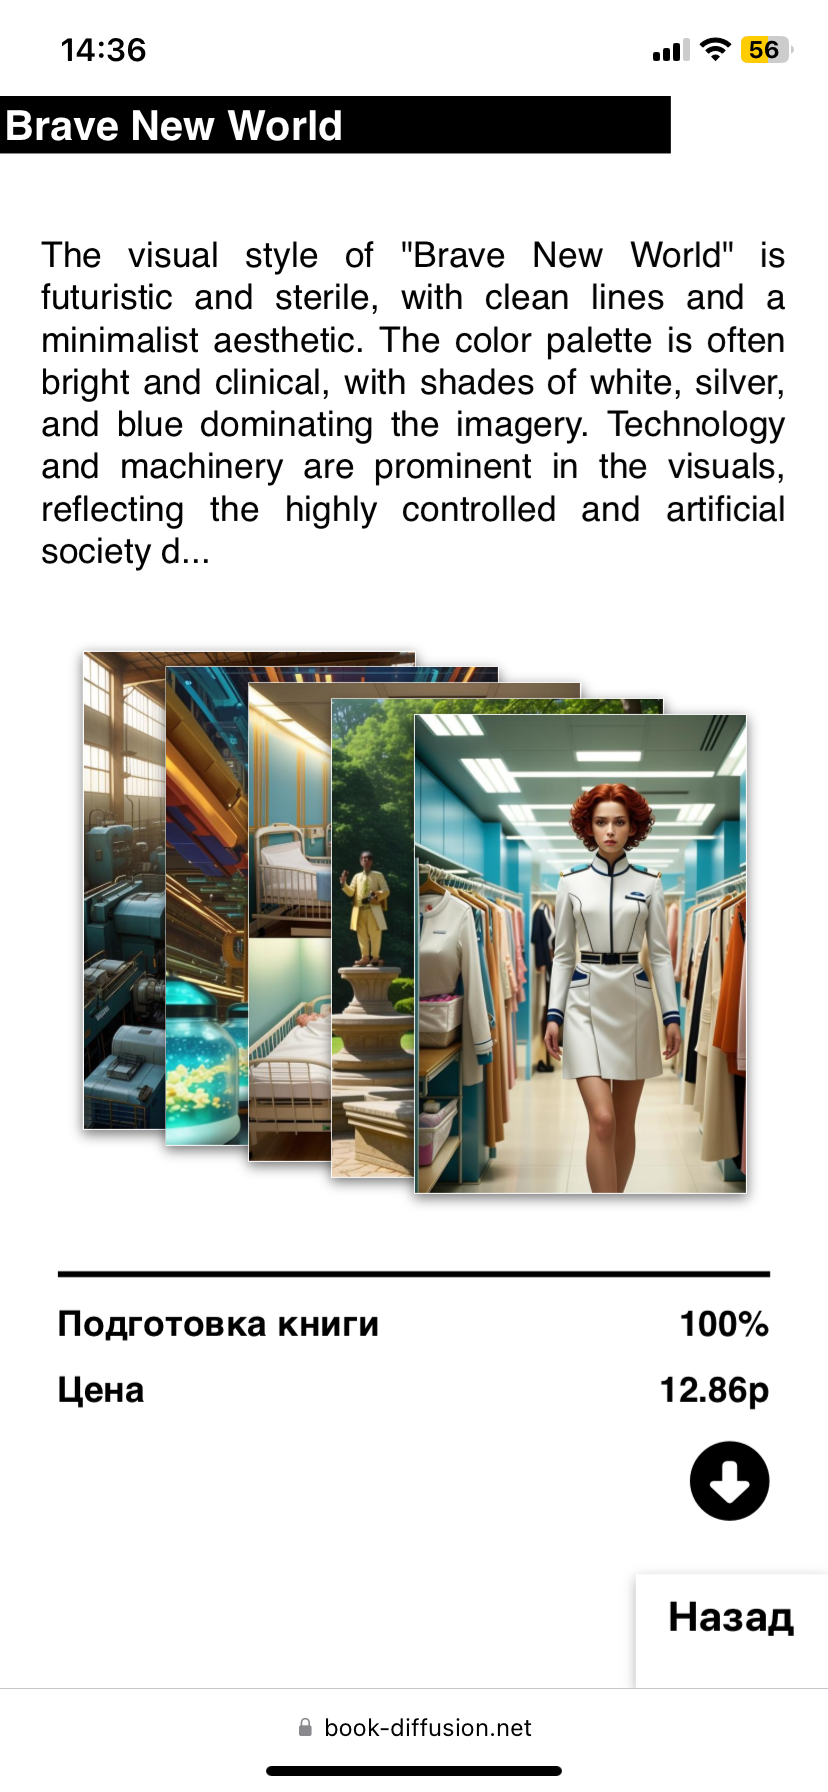 14:36
56
Brave New World
The visual style of "Brave New World" is
futuristic and sterile, with clean lines and a
minimalist aesthetic. The color palette is often
bright and clinical, with shades of white, silver,
and blue dominating the imagery. Technology
and machinery are prominent in the visuals,
reflecting the highly controlled and artificial
society d...
Подготовка книги 100%
Цена 12.86р
Назад
book-diffusion.net